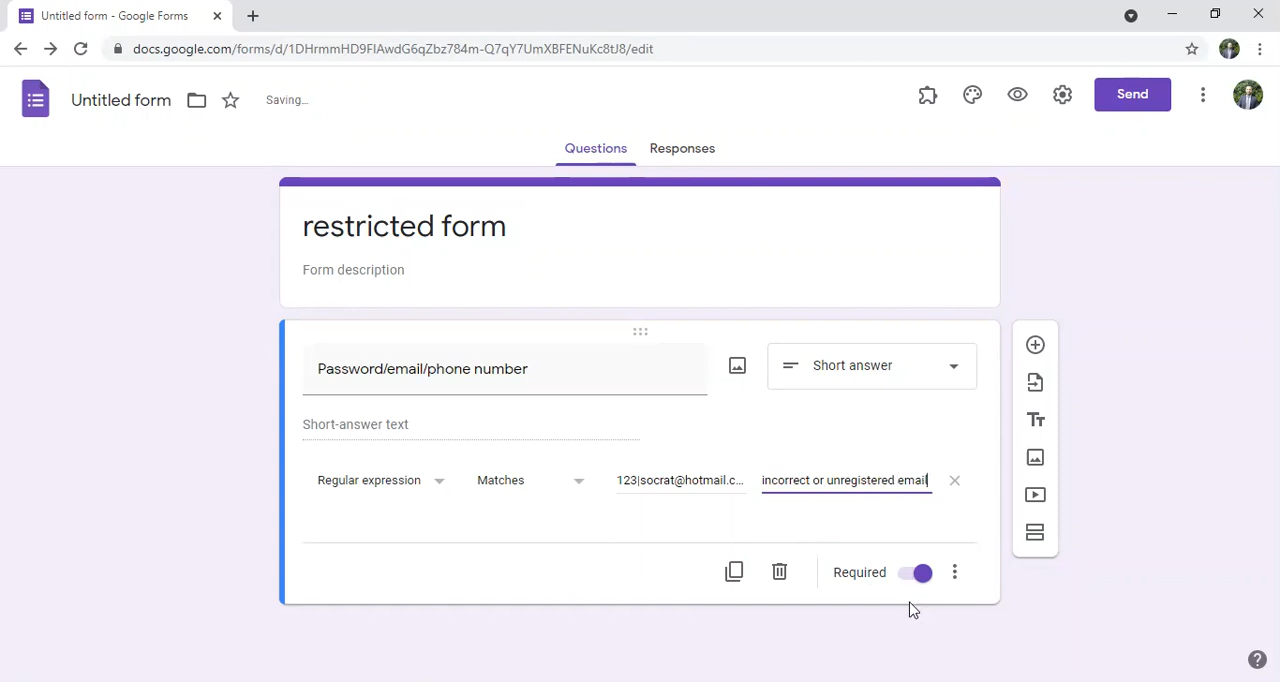 Untitled form - Google Forms
docs.google.com/forms/d/1DHrmmHD9FIAwdG6qZbz784m-Q7qY7UmXBFENuKc8tJ8/edit
Untitled form
Saving...
Send
Questions
Responses
restricted form
Form description
Password/email/phone number
Short answer
Short-answer text
Regular expression
Matches
123|socrat@hotmail.c...
incorrect or unregistered email
Required